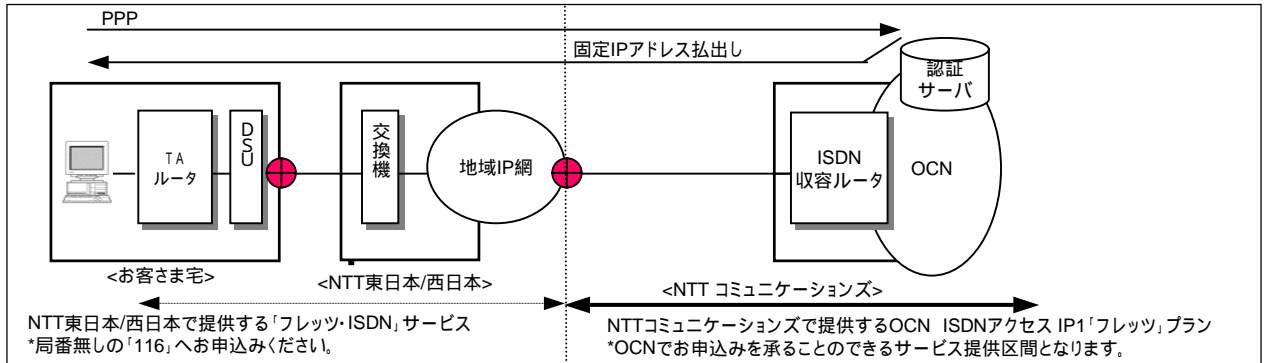 PPP
固定IPアドレス払出し
認証
サーバ
TA
ルータ
DSU
交換機
地域IP網
ISDN
収容ルータ
OCN
<お客さま宅>
<NTT東日本/西日本>
<NTT コミュニケーションズ>
NTT東日本/西日本で提供する「フレッツ・ISDN」サービス
*局番無しの「116」へお申込みください。
NTTコミュニケーションズで提供するOCN ISDNアクセス IP1「フレッツ」プラン
*OCNでお申込みを承ることのできるサービス提供区間となります。